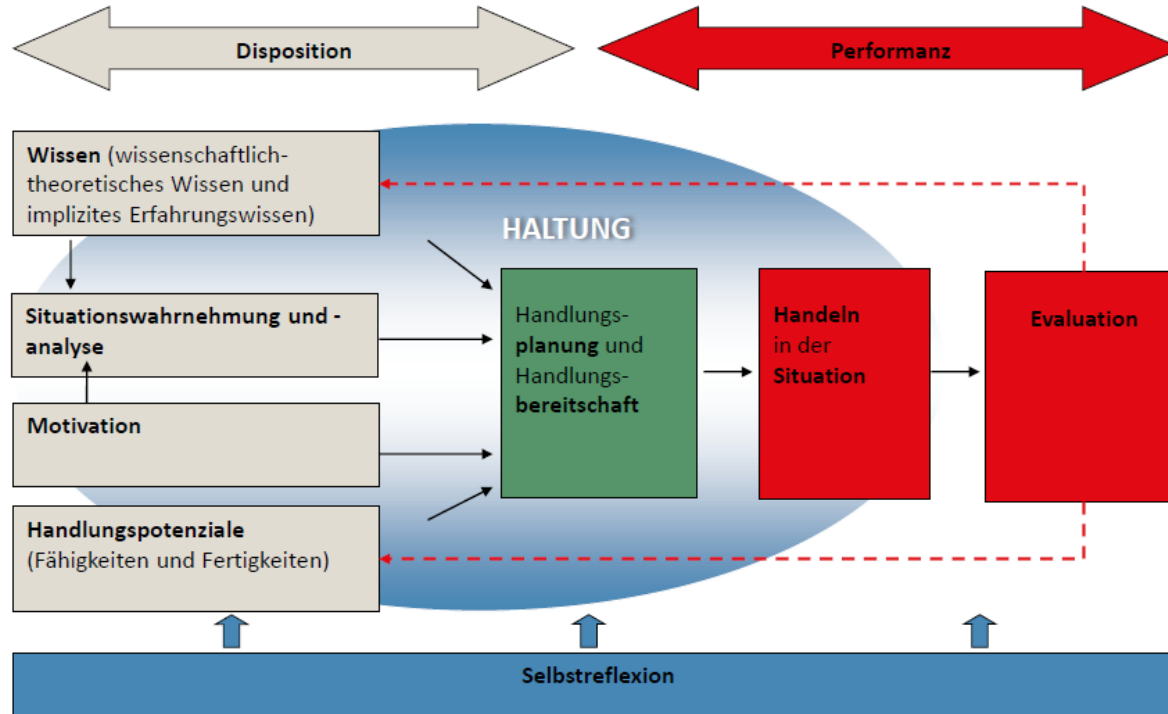 Disposition
Performanz
Wissen (wissenschaftlich-
theoretisches Wissen und
implizites Erfahrungswissen)
HALTUNG
Situationswahrnehmung und -
analyse
Motivation
Handlungspotenziale
(Fähigkeiten und Fertigkeiten)
Handlungs-
planung und
Handlungs-
bereitschaft
Handeln
in der
Situation
Evaluation
Selbstreflexion